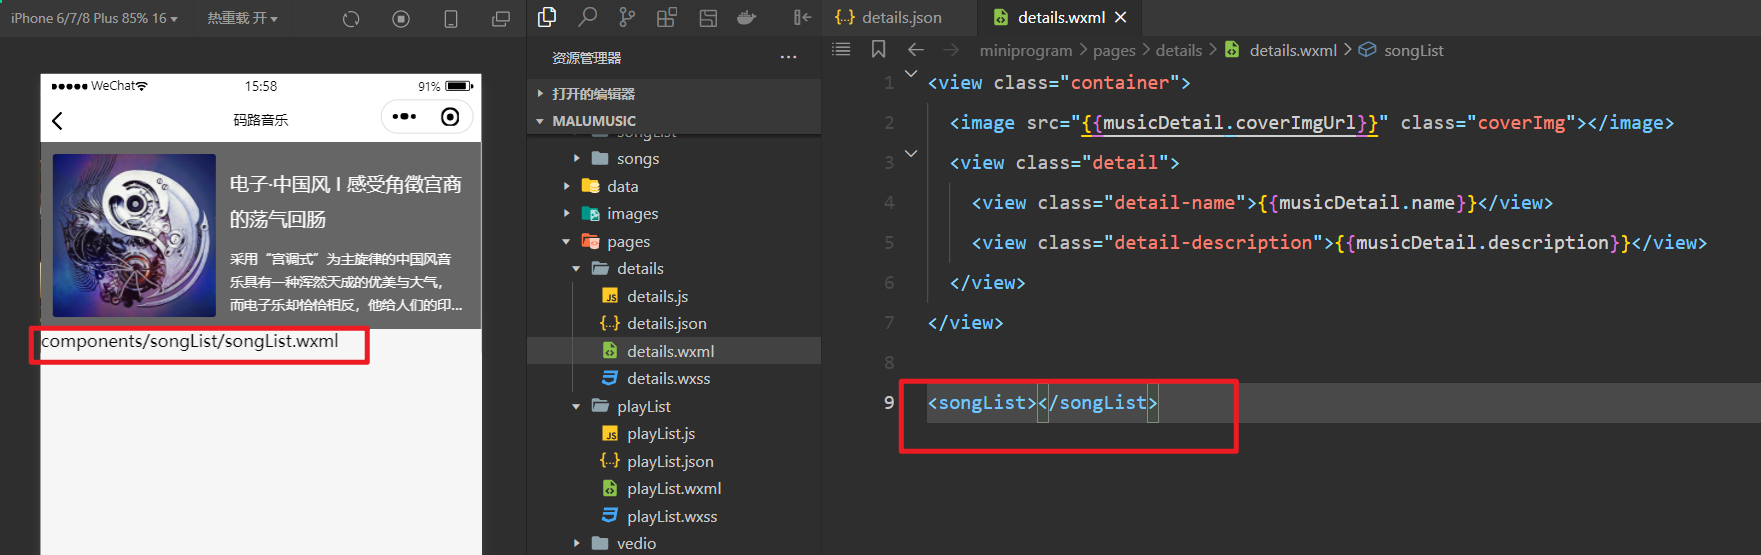 iPhone 6/7/8 Plus 85% 16
热重载 开
WeChat
15:58
91%
码路音乐
电子·中国风 I 感受角徵宫商
的荡气回肠
采用“宫调式”为主旋律的中国风音
乐具有一种浑然天成的优美与大气，
而电子乐却恰恰相反，他给人们的印...
components/songList/songList.wxml
资源管理器
打开的编辑器
MALUMUSIC
songList
songs
data
images
pages
details
details.js
details.json
details.wxml
details.wxss
playList
playList.js
playList.json
playList.wxml
playList.wxss
vedio
details.json
details.wxml
miniprogram > pages > details > details.wxml > songList
1 <view class="container">
2 <image src="{{musicDetail.coverImgUrl}}" class="coverImg"></image>
3 <view class="detail">
4 <view class="detail-name">{{musicDetail.name}}</view>
5 <view class="detail-description">{{musicDetail.description}}</view>
6 </view>
7 </view>
8
9 <songList></songList>